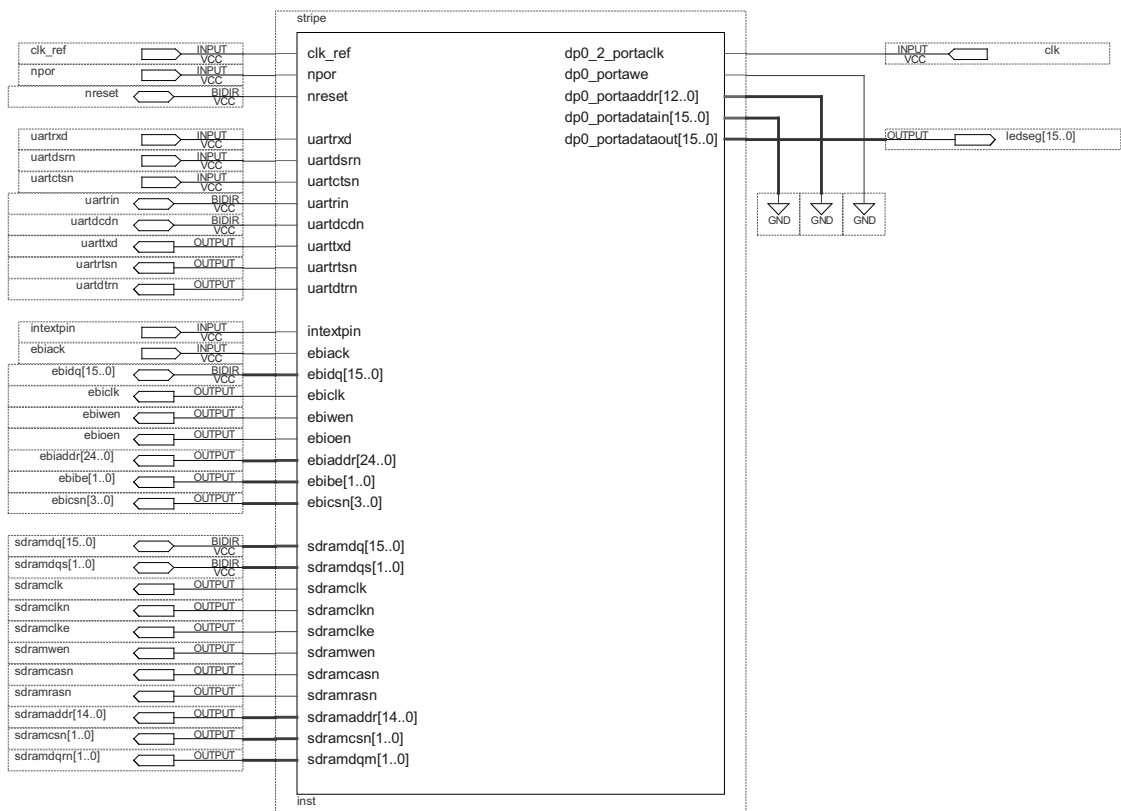 stripe
clk_ref INPUT VCC clk_ref dp0_2_portaclk INPUT VCC clk
npor INPUT VCC npor dp0_portawe
nreset BIDIR VCC nreset dp0_portaaddr[12..0]
dp0_portadatain[15..0]
uartrxd INPUT VCC uartrxd dp0_portadataout[15..0] OUTPUT ledseg[15..0]
uartdsrn INPUT VCC uartdsrn
uartctsn INPUT VCC uartctsn
uartrin BIDIR VCC uartrin
uartdcdn BIDIR VCC uartdcdn
GND GND GND
uarttxd OUTPUT uarttxd
uartrtsn OUTPUT uartrtsn
uartdtrn OUTPUT uartdtrn
intextpin INPUT VCC intextpin
ebiack INPUT VCC ebiack
ebidq[15..0] BIDIR VCC ebidq[15..0]
ebiclk OUTPUT ebiclk
ebiwen OUTPUT ebiwen
ebioen OUTPUT ebioen
ebiaddr[24..0] OUTPUT ebiaddr[24..0]
ebibe[1..0] OUTPUT ebibe[1..0]
ebicsn[3..0] OUTPUT ebicsn[3..0]
sdramdq[15..0] BIDIR VCC sdramdq[15..0]
sdramdqs[1..0] BIDIR VCC sdramdqs[1..0]
sdramclk OUTPUT sdramclk
sdramclkn OUTPUT sdramclkn
sdramclke OUTPUT sdramclke
sdramwen OUTPUT sdramwen
sdramcasn OUTPUT sdramcasn
sdramrasn OUTPUT sdramrasn
sdramaddr[14..0] OUTPUT sdramaddr[14..0]
sdramcsn[1..0] OUTPUT sdramcsn[1..0]
sdramdqrn[1..0] OUTPUT sdramdqm[1..0]
inst